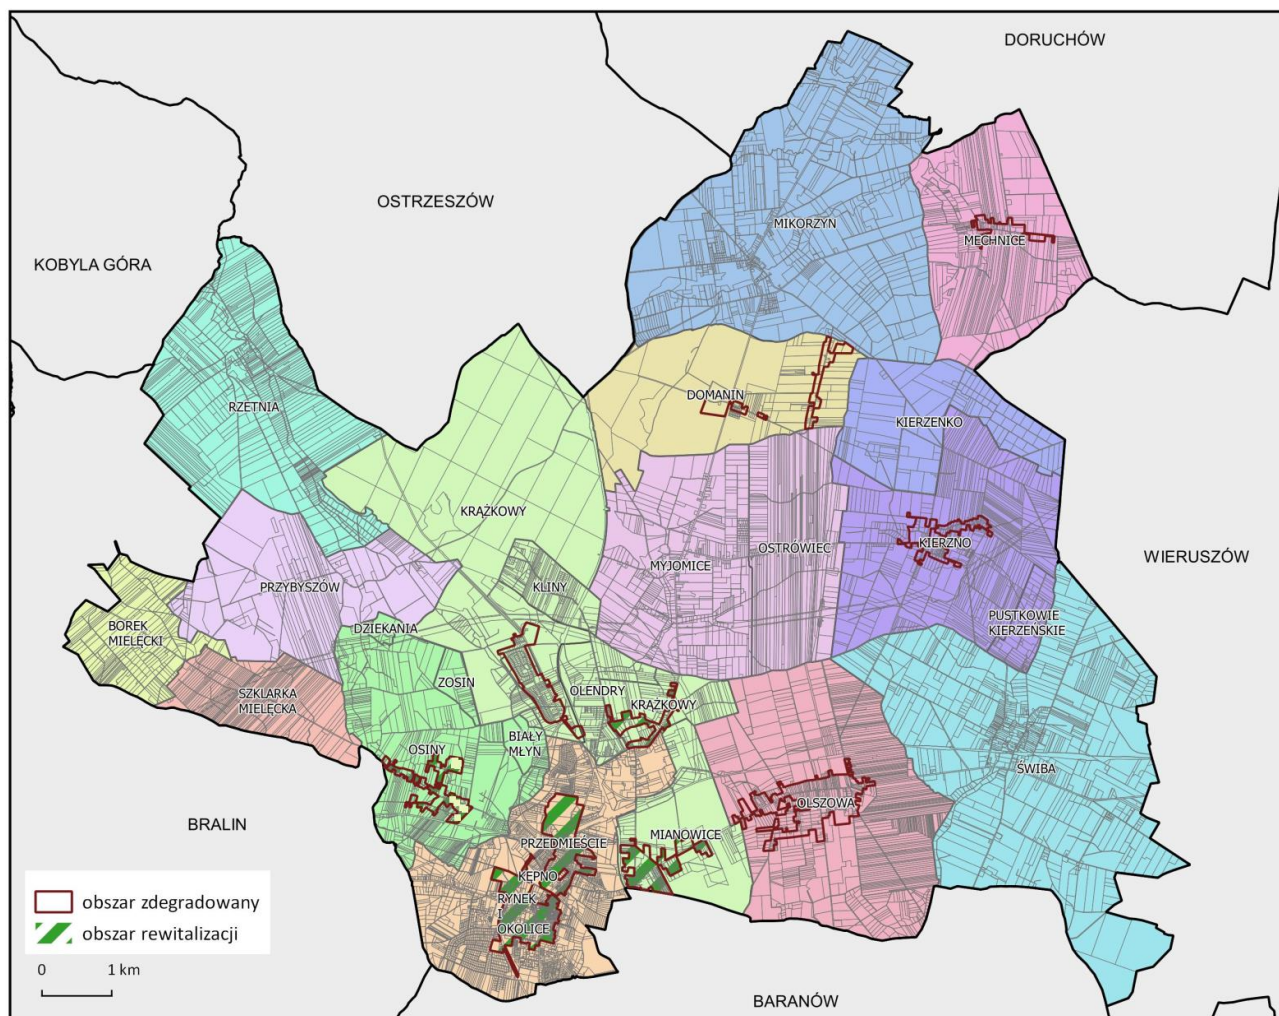 DORUCHÓW
OSTRZESZÓW
KOBYLA GÓRA
MIKORZYN
MECHNICE
RZETNIA
DOMANIN
KIERZENKO
KRĄŻKOWY
OSTRÓWIEC
KIERZNO
WIERUSZÓW
MYJOMICE
KLINY
PRZYBYSZÓW
BOREK
MIELĘCKI
DZIEKANIA
PUSTKOWIE
KIERZENSKIE
SZKLARKA
MIELĘCKA
ZOSIN
OLENDRY
KRĄŻKOWY
OSINY
BIAŁY
MŁYN
ŚWIBA
OLSZOWA
BRALIN
PRZEDMIEŚCIE
MIANOWICE
KĘPNO
RYNEK
I
OKOLICE
obszar zdegradowany
obszar rewitalizacji
0 1 km
BARANÓW